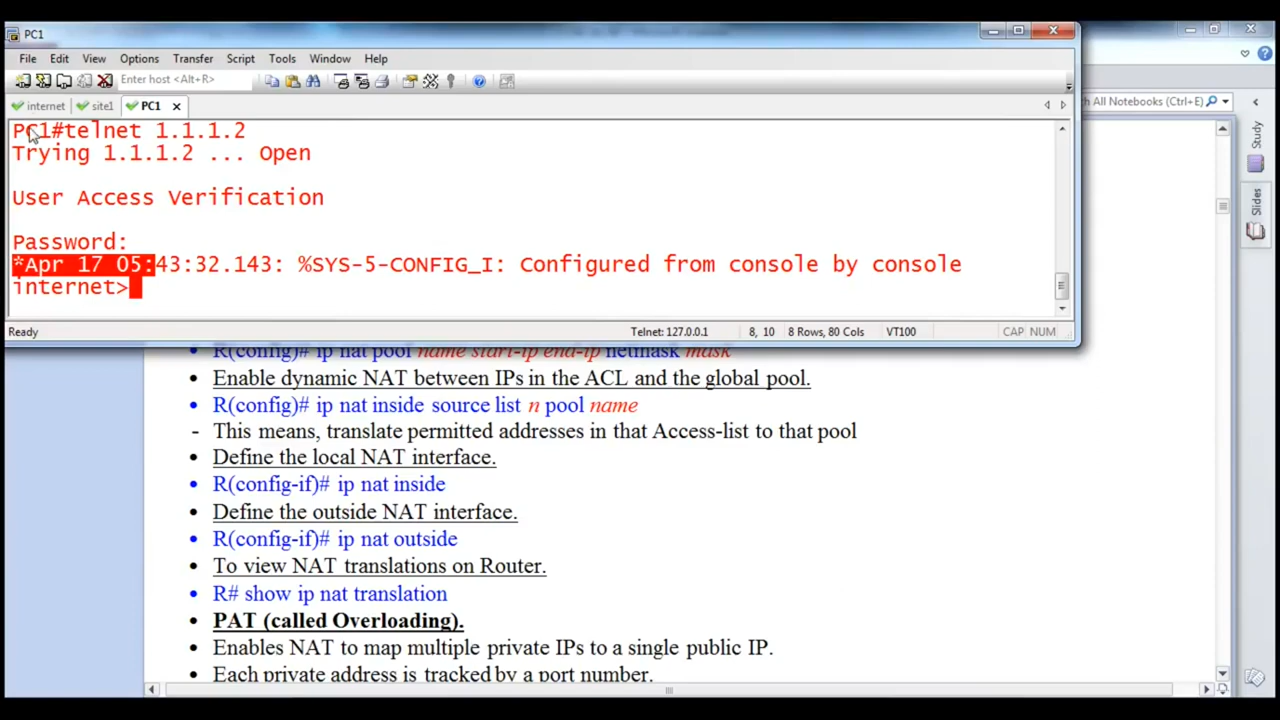 PC1
File Edit View Options Transfer Script Tools Window Help
Enter host <Alt+R>
internet site1 PC1
PC1#telnet 1.1.1.2
Trying 1.1.1.2 ... Open
User Access Verification
Password:
*Apr 17 05:43:32.143: %SYS-5-CONFIG_I: Configured from console by console
internet>
Ready Telnet: 127.0.0.1 8, 10 8 Rows, 80 Cols VT100 CAP NUM
ch All Notebooks (Ctrl+E)
Study
Slides
R(config)# ip nat pool name start-ip end-ip netmask mask
• Enable dynamic NAT between IPs in the ACL and the global pool.
• R(config)# ip nat inside source list n pool name
- This means, translate permitted addresses in that Access-list to that pool
• Define the local NAT interface.
• R(config-if)# ip nat inside
• Define the outside NAT interface.
• R(config-if)# ip nat outside
• To view NAT translations on Router.
• R# show ip nat translation
• PAT (called Overloading).
• Enables NAT to map multiple private IPs to a single public IP.
• Each private address is tracked by a port number.